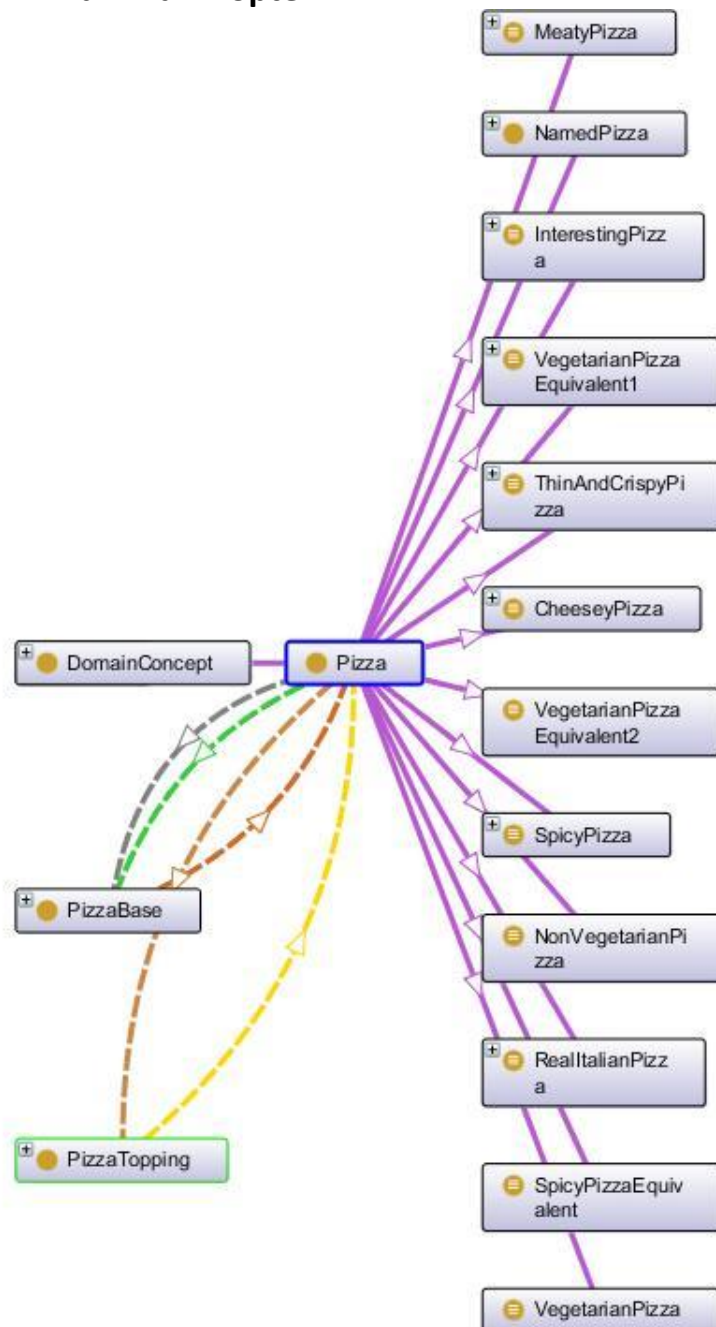 MeatyPizza
NamedPizza
InterestingPizz
a
VegetarianPizza
Equivalent1
ThinAndCrispyPi
zza
CheeseyPizza
DomainConcept
Pizza
VegetarianPizza
Equivalent2
SpicyPizza
PizzaBase
NonVegetarianPi
zza
RealItalianPizz
a
PizzaTopping
SpicyPizzaEquiv
alent
VegetarianPizza